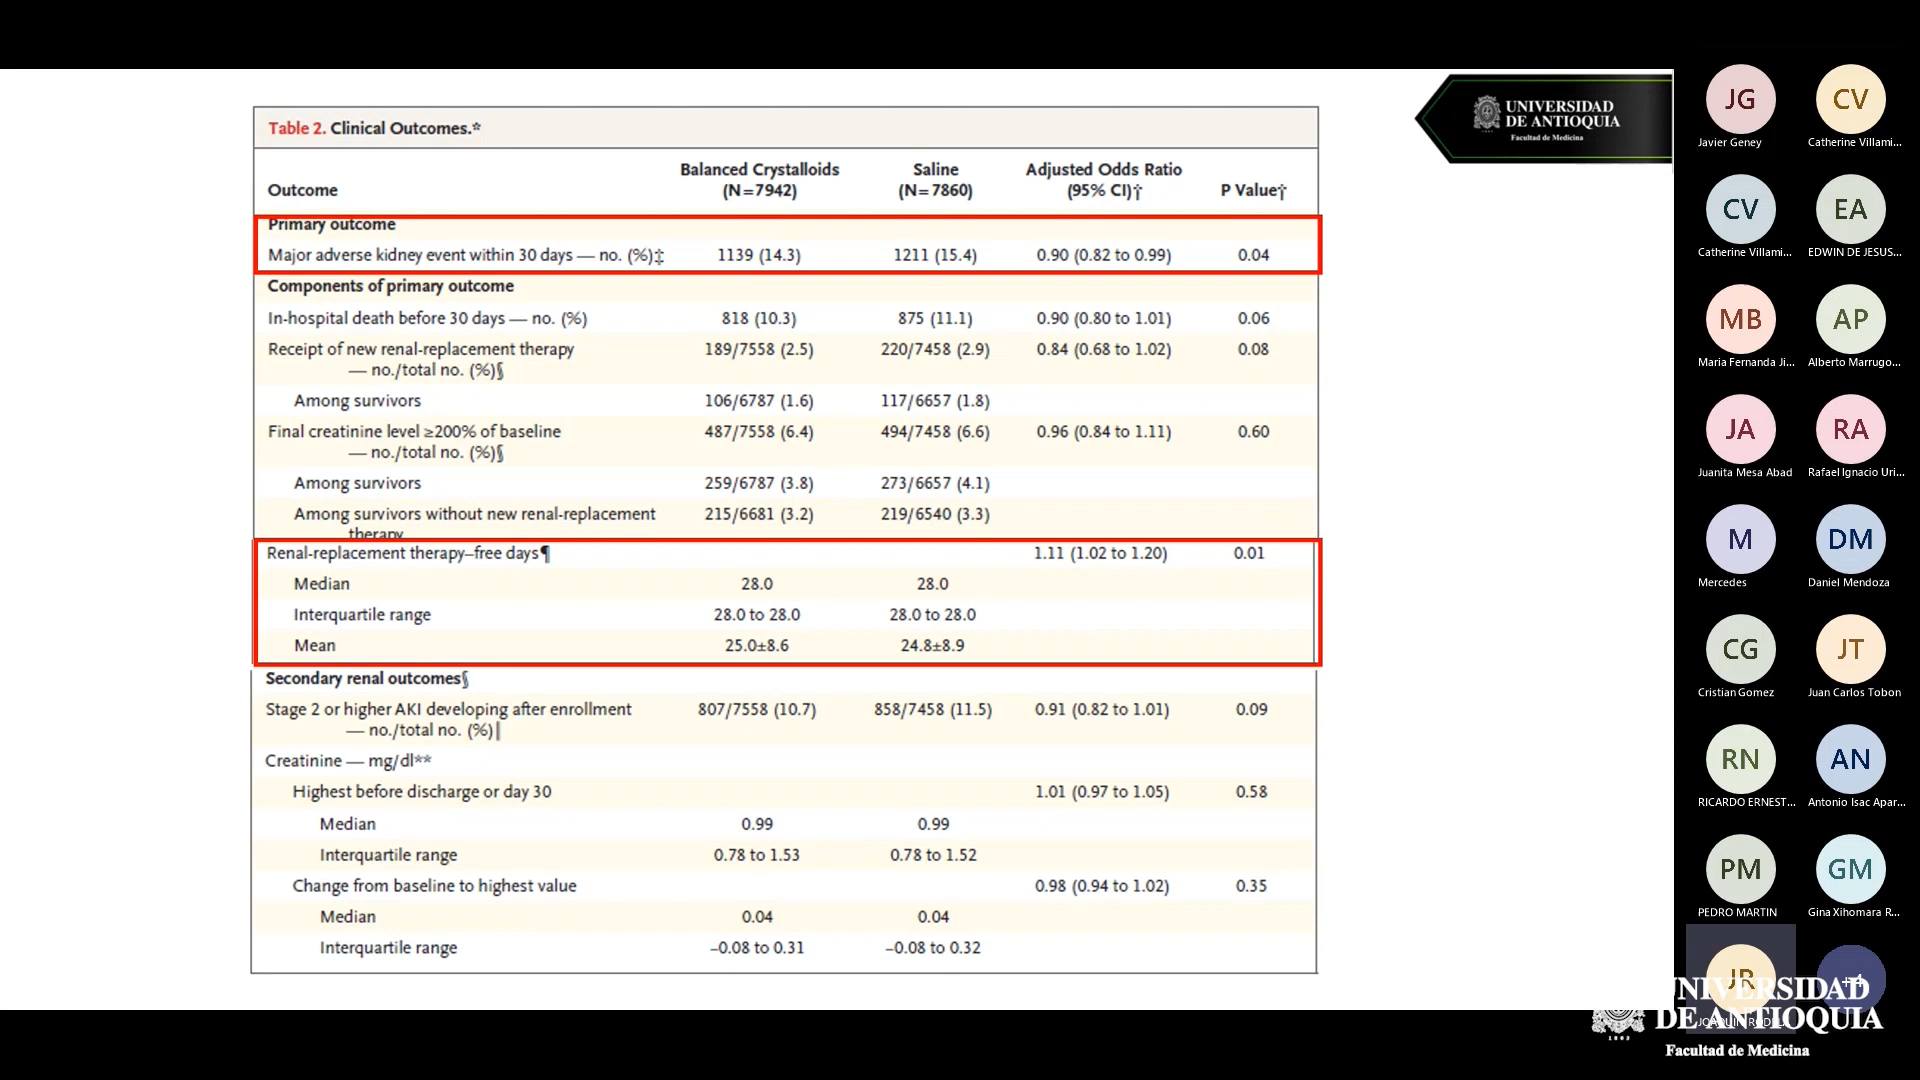 UNIVERSIDAD
DE ANTIOQUIA
Facultad de Medicina
Table 2. Clinical Outcomes.*
Outcome Balanced Crystalloids (N=7942) Saline (N=7860) Adjusted Odds Ratio (95% CI)† P Value†
Primary outcome
Major adverse kidney event within 30 days — no. (%)‡ 1139 (14.3) 1211 (15.4) 0.90 (0.82 to 0.99) 0.04
Components of primary outcome
In-hospital death before 30 days — no. (%) 818 (10.3) 875 (11.1) 0.90 (0.80 to 1.01) 0.06
Receipt of new renal-replacement therapy 189/7558 (2.5) 220/7458 (2.9) 0.84 (0.68 to 1.02) 0.08
— no./total no. (%)§
Among survivors 106/6787 (1.6) 117/6657 (1.8)
Final creatinine level ≥200% of baseline 487/7558 (6.4) 494/7458 (6.6) 0.96 (0.84 to 1.11) 0.60
— no./total no. (%)§
Among survivors 259/6787 (3.8) 273/6657 (4.1)
Among survivors without new renal-replacement 215/6681 (3.2) 219/6540 (3.3)
therapy
Renal-replacement therapy–free days¶ 1.11 (1.02 to 1.20) 0.01
Median 28.0 28.0
Interquartile range 28.0 to 28.0 28.0 to 28.0
Mean 25.0±8.6 24.8±8.9
Secondary renal outcomes§
Stage 2 or higher AKI developing after enrollment 807/7558 (10.7) 858/7458 (11.5) 0.91 (0.82 to 1.01) 0.09
— no./total no. (%)‖
Creatinine — mg/dl**
Highest before discharge or day 30 1.01 (0.97 to 1.05) 0.58
Median 0.99 0.99
Interquartile range 0.78 to 1.53 0.78 to 1.52
Change from baseline to highest value 0.98 (0.94 to 1.02) 0.35
Median 0.04 0.04
Interquartile range –0.08 to 0.31 –0.08 to 0.32
JG CV
Javier Geney Catherine Villami...
CV EA
Catherine Villami... EDWIN DE JESUS...
MB AP
Maria Fernanda Ji... Alberto Marrugo...
JA RA
Juanita Mesa Abad Rafael Ignacio Uri...
M DM
Mercedes Daniel Mendoza
CG JT
Cristian Gomez Juan Carlos Tobon
RN AN
RICARDO ERNEST... Antonio Isac Apar...
PM GM
PEDRO MARTIN Gina Xihomara R...
JR +4
UNIVERSIDAD
DE ANTIOQUIA
1803
Facultad de Medicina